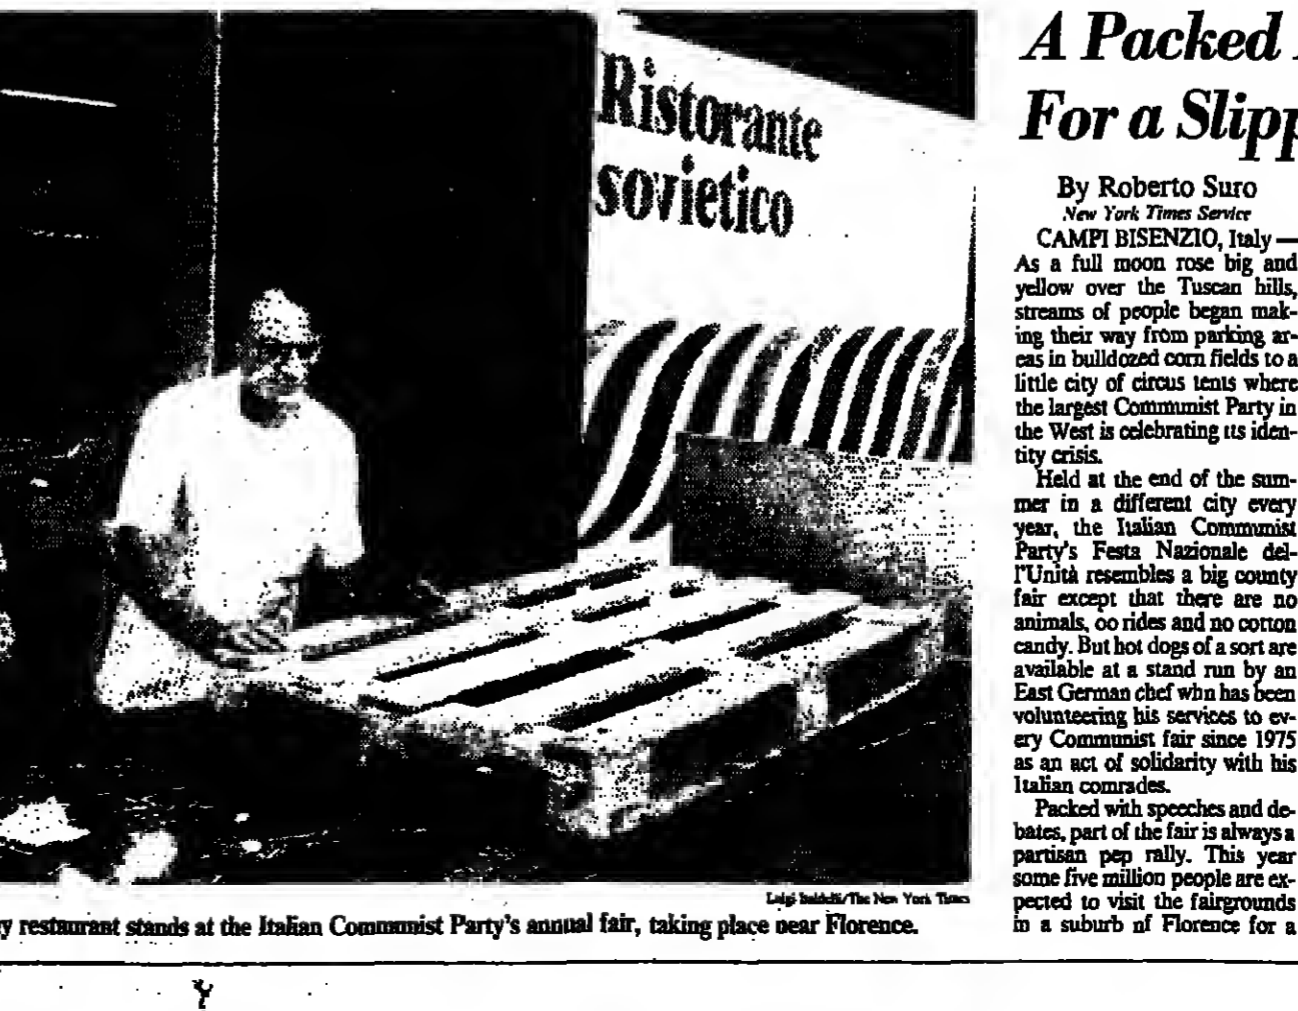 Ristorante
sovietico
Luigi Baldelli/The New York Times
y restaurant stands at the Italian Communist Party's annual fair, taking place near Florence.
A Packed
For a Slipp
By Roberto Suro
New York Times Service
CAMPI BISENZIO, Italy —
As a full moon rose big and
yellow over the Tuscan hills,
streams of people began mak-
ing their way from parking ar-
eas in bulldozed corn fields to a
little city of circus tents where
the largest Communist Party in
the West is celebrating its iden-
tity crisis.
Held at the end of the sum-
mer in a different city every
year, the Italian Communist
Party's Festa Nazionale del-
l'Unità resembles a big county
fair except that there are no
animals, oo rides and no cotton
candy. But hot dogs of a sort are
available at a stand run by an
East German chef whn has been
volunteering his services to ev-
ery Communist fair since 1975
as an act of solidarity with his
Italian comrades.
Packed with speeches and de-
bates, part of the fair is always a
partisan pep rally. This year
some five million people are ex-
pected to visit the fairgrounds
in a suburb nf Florence for a